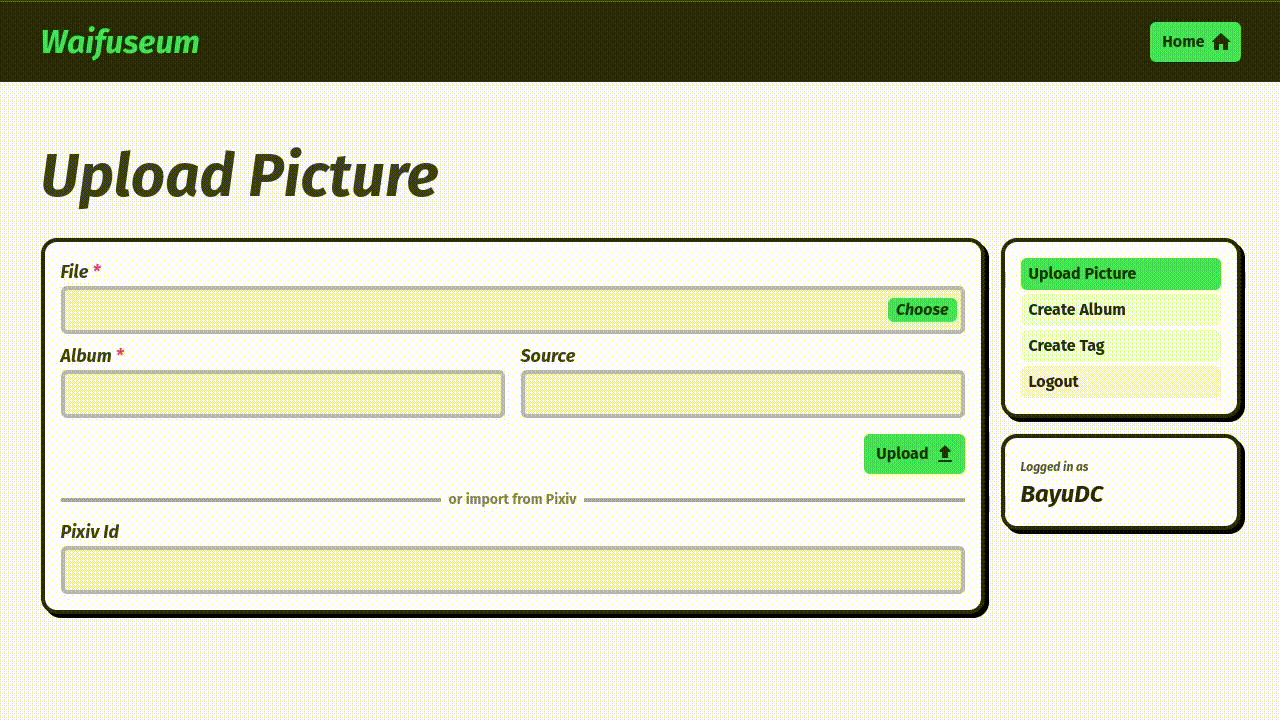 Waifuseum
Home
Upload Picture
File *
Choose
Album *
Source
Upload
or import from Pixiv
Pixiv Id
Upload Picture
Create Album
Create Tag
Logout
Logged in as
BayuDC